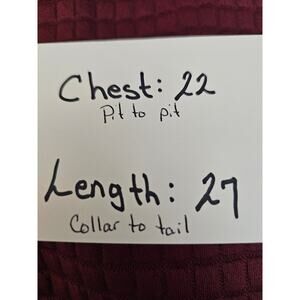 Chest: 22
Pit to pit
Length: 27
Collar to tail